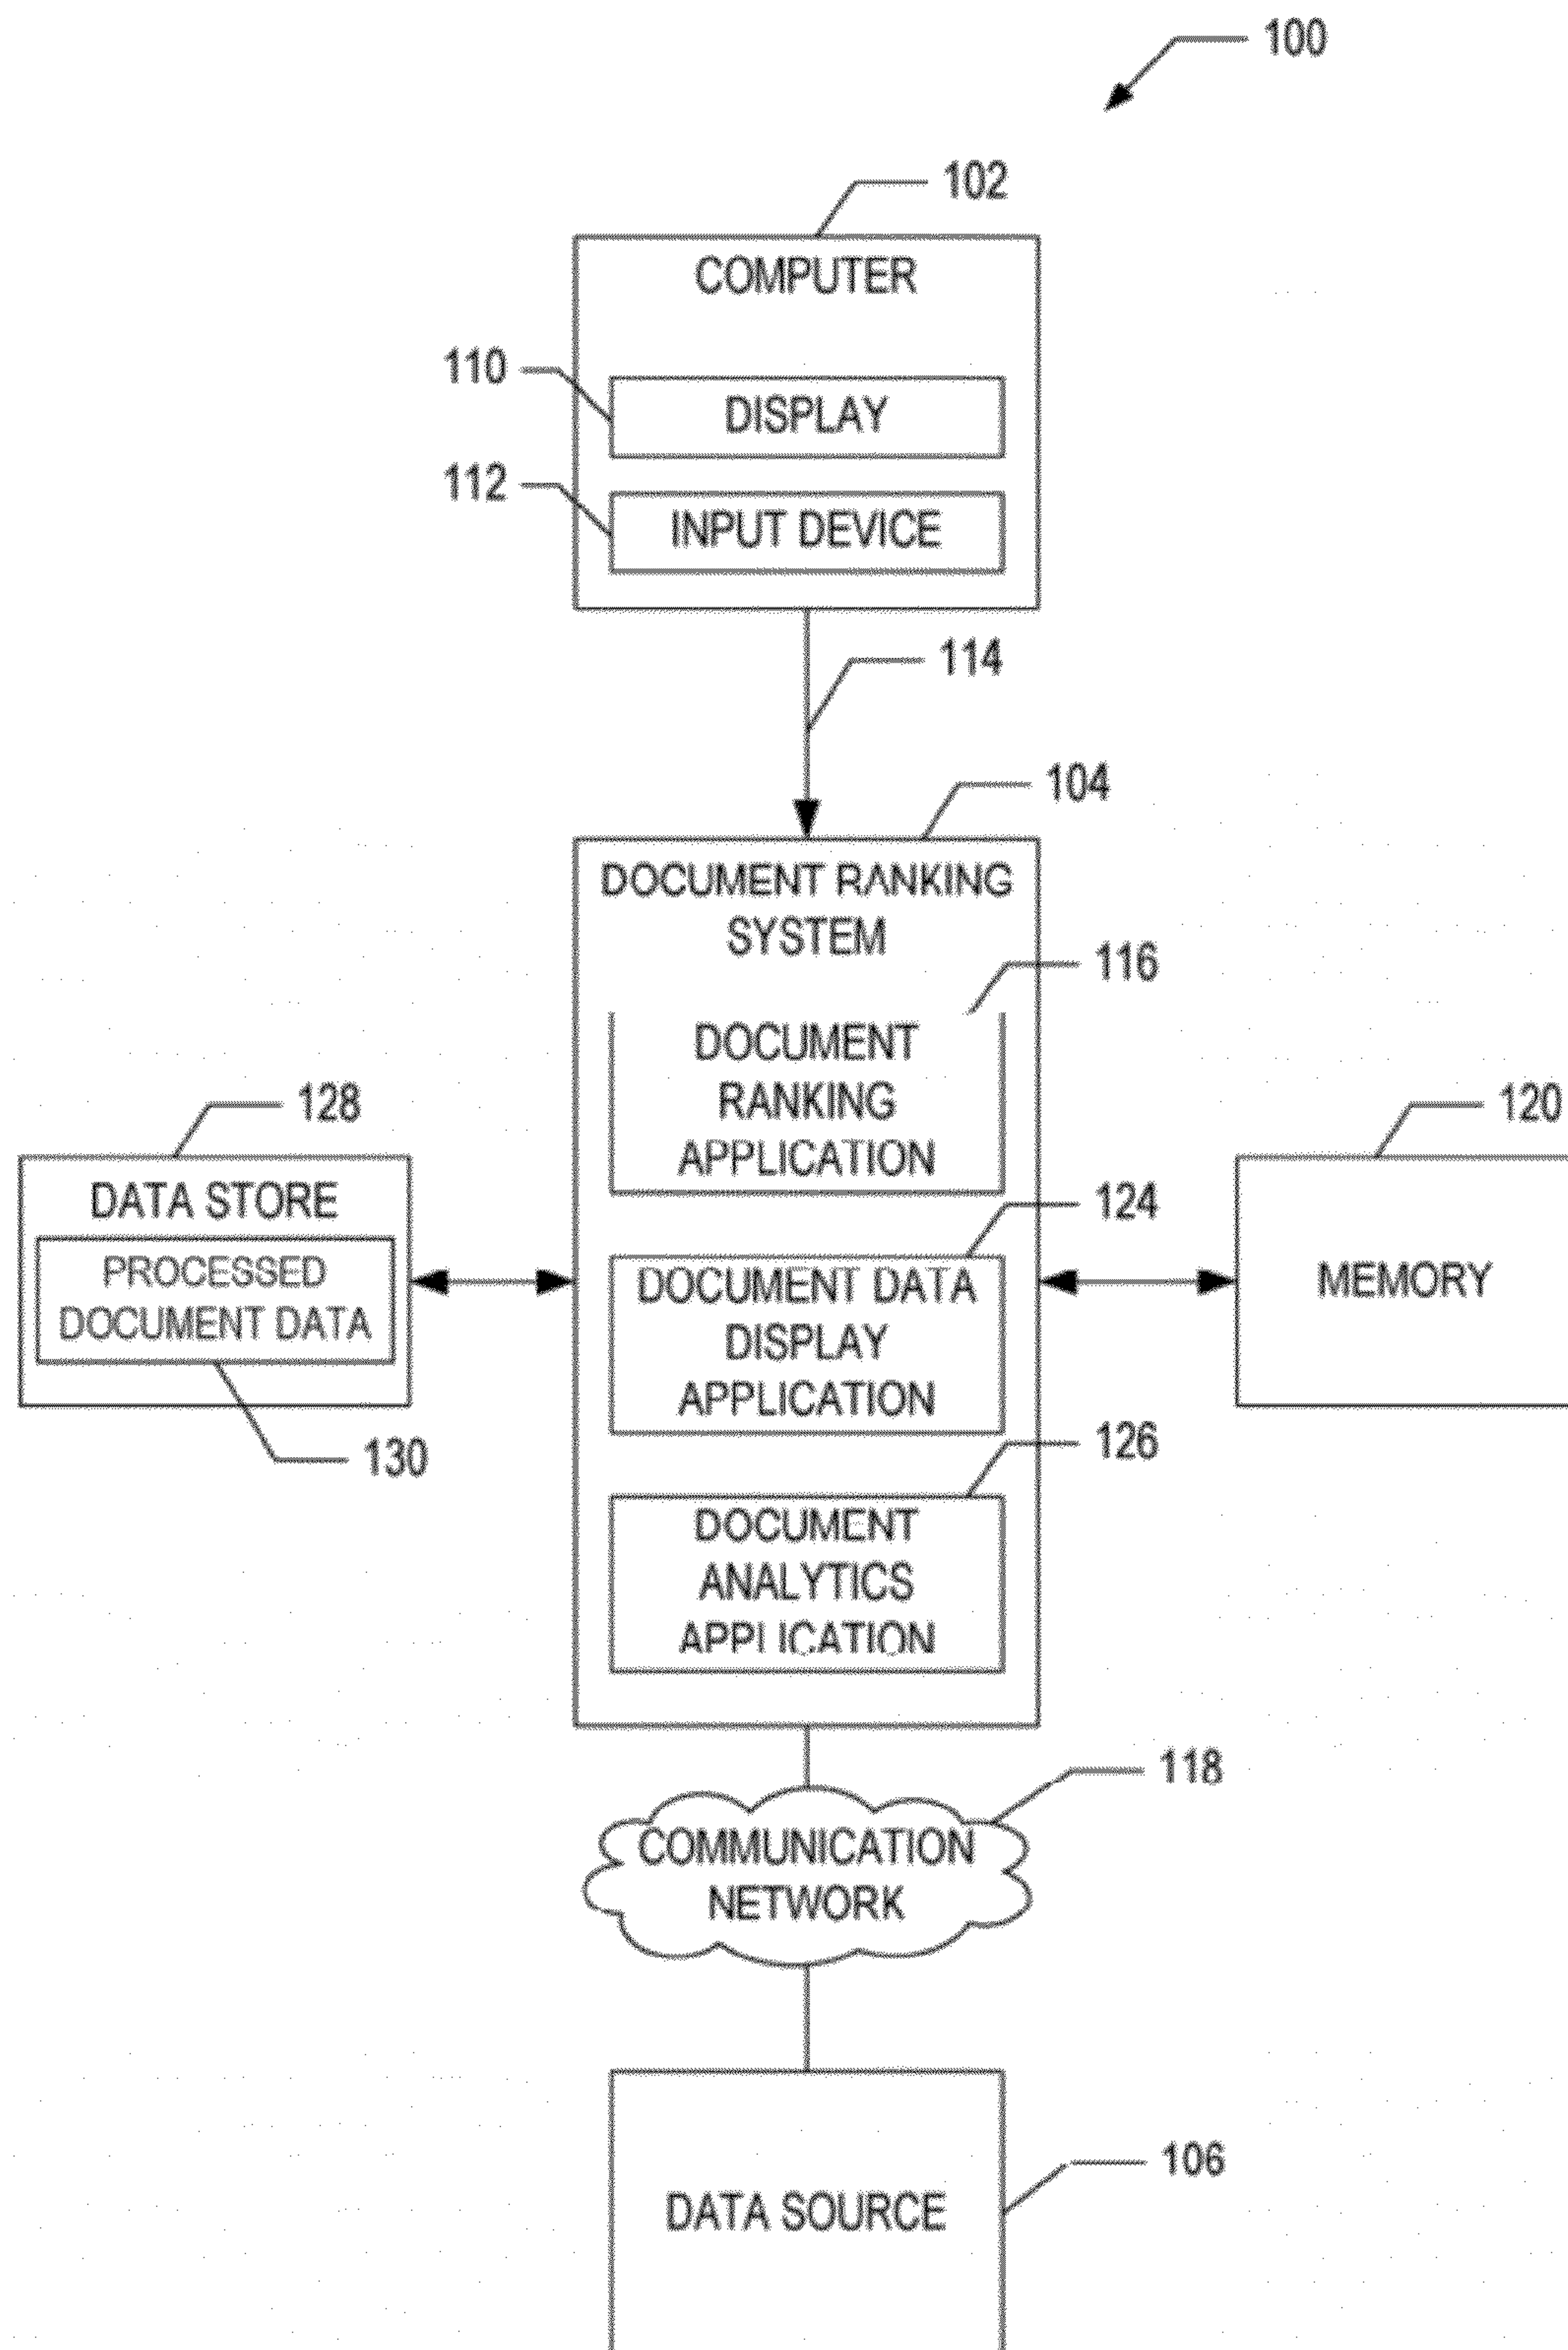 100
102
COMPUTER
110
DISPLAY
112
INPUT DEVICE
114
104
DOCUMENT RANKING
SYSTEM
116
DOCUMENT
RANKING
APPLICATION
128
DATA STORE
PROCESSED
DOCUMENT DATA
130
124
DOCUMENT DATA
DISPLAY
APPLICATION
120
MEMORY
126
DOCUMENT
ANALYTICS
APPLICATION
118
COMMUNICATION
NETWORK
106
DATA SOURCE